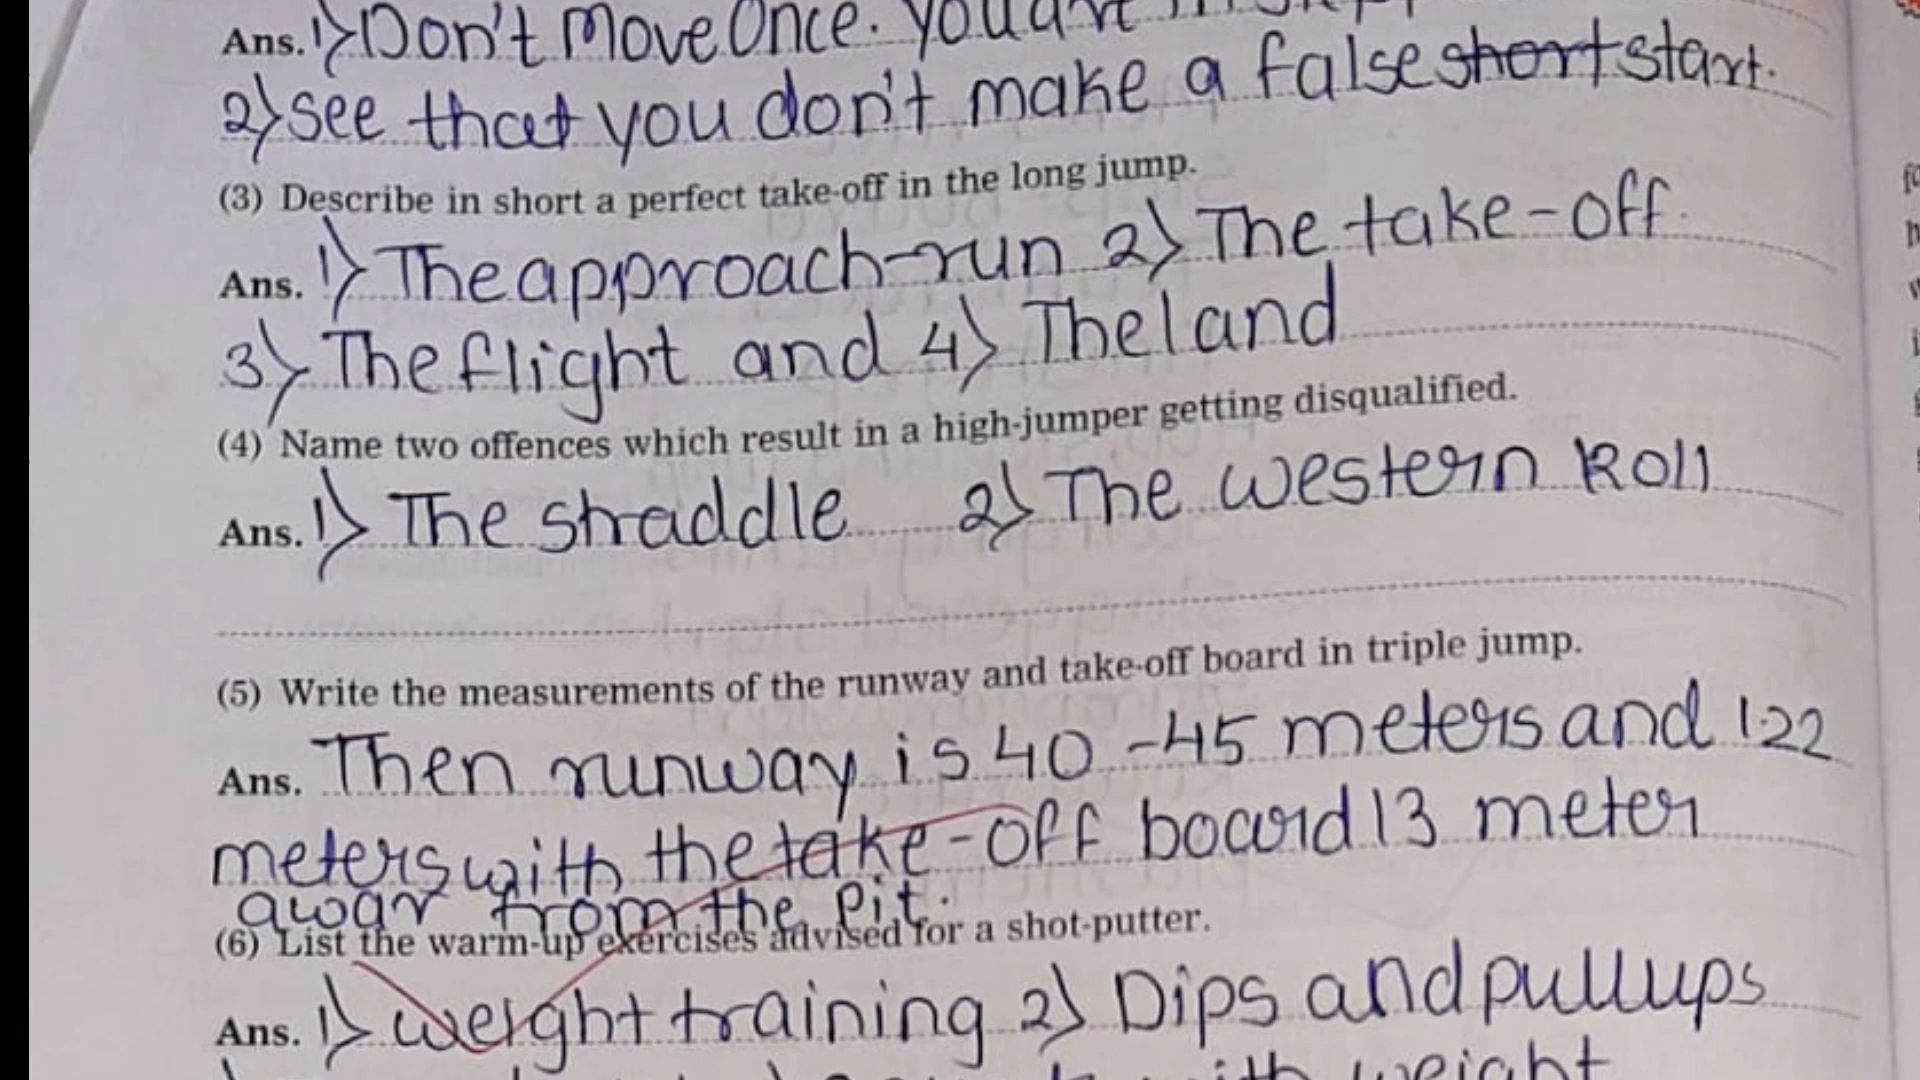 Ans. 1) Don't Move Once. You are
2) see that you don't make a false short start.
(3) Describe in short a perfect take-off in the long jump.
Ans. 1) The approach-run 2) The take-off.
3) The flight and 4) The land
(4) Name two offences which result in a high-jumper getting disqualified.
Ans. 1) The straddle 2) The western Roll
(5) Write the measurements of the runway and take-off board in triple jump.
Ans. Then runway is 40-45 meters and 1.22
meters with the take-off board 13 meter
away from the Pit.
(6) List the warm-up exercises advised for a shot-putter.
Ans. 1) weight training 2) Dips and pullups
with weight